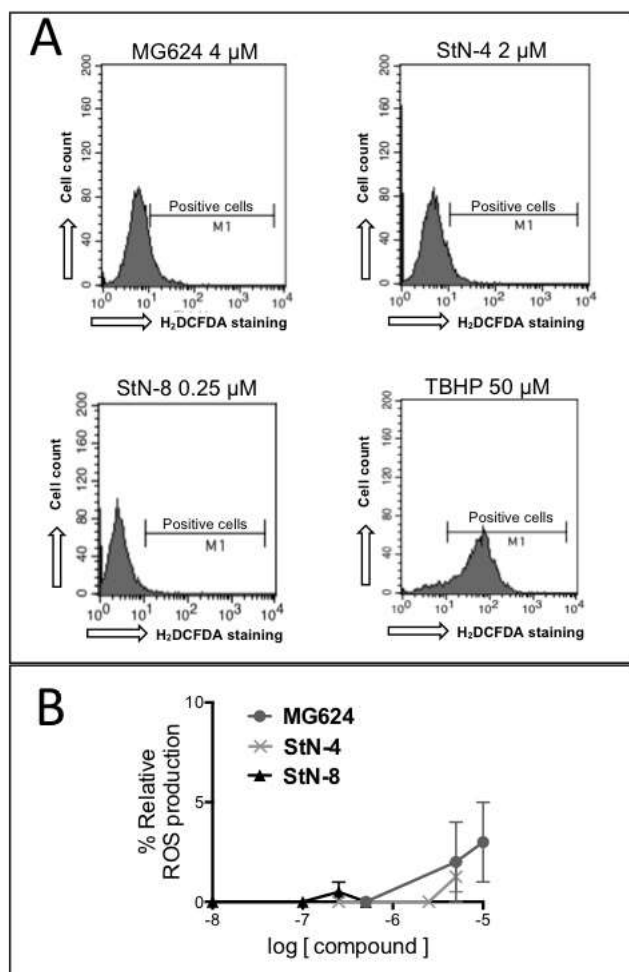 A
MG624 4 µM
StN-4 2 µM
200
160
120
80
40
0
Cell count
Positive cells
M1
10⁰ 10¹ 10² 10³ 10⁴
H₂DCFDA staining
200
160
120
80
40
0
Cell count
Positive cells
M1
10⁰ 10¹ 10² 10³ 10⁴
H₂DCFDA staining
StN-8 0.25 µM
TBHP 50 µM
200
160
120
80
40
0
Cell count
Positive cells
M1
10⁰ 10¹ 10² 10³ 10⁴
H₂DCFDA staining
200
160
120
80
40
0
Cell count
Positive cells
M1
10⁰ 10¹ 10² 10³ 10⁴
H₂DCFDA staining
B
% Relative
ROS production
10
5
0
MG624
StN-4
StN-8
-8 -7 -6 -5
log [ compound ]